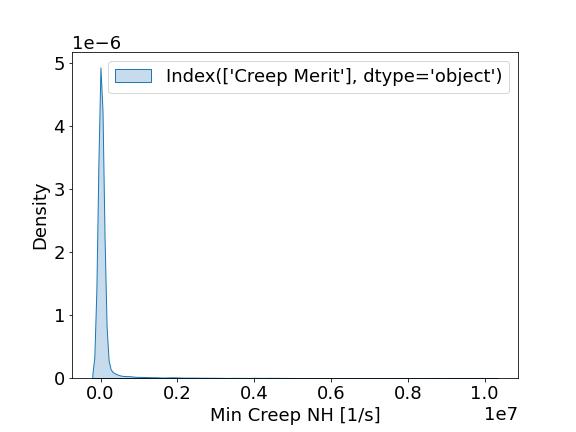 1e−6
Index(['Creep Merit'], dtype='object')
5
4
3
2
1
0
Density
0.0 0.2 0.4 0.6 0.8 1.0
Min Creep NH [1/s]
1e7